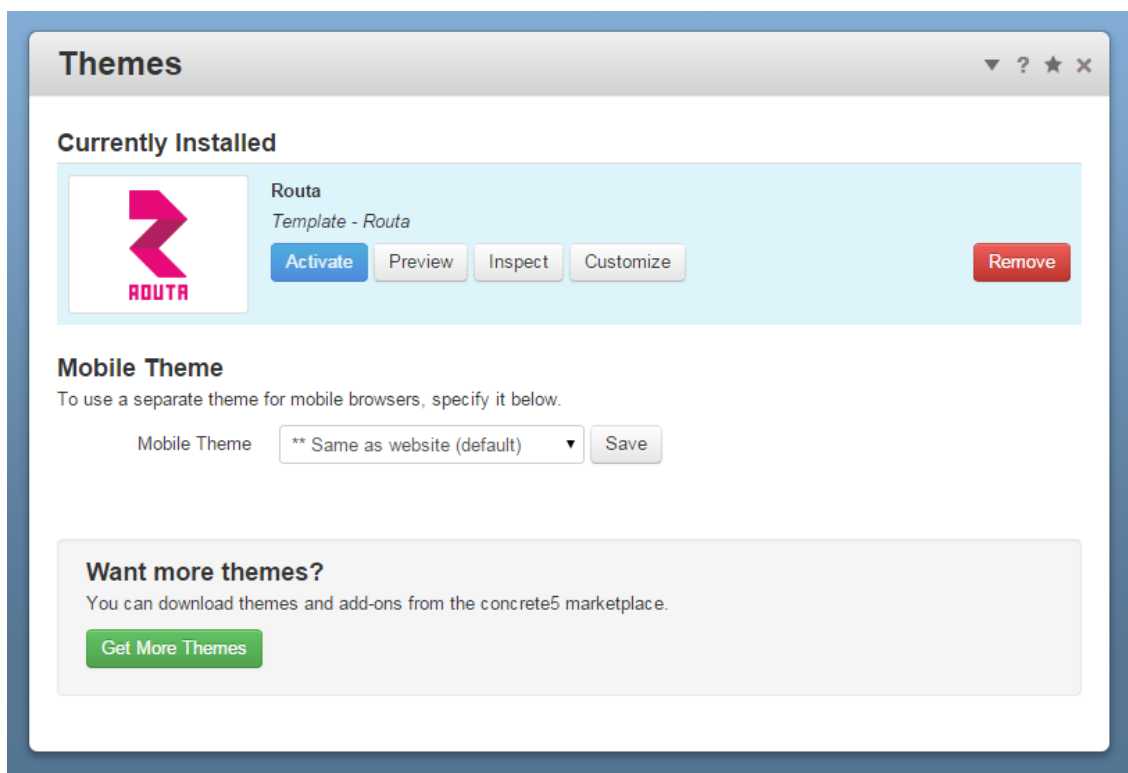 Themes
?
Currently Installed
ROUTA
Routa
Template - Routa
Activate Preview Inspect Customize Remove
Mobile Theme
To use a separate theme for mobile browsers, specify it below.
Mobile Theme ** Same as website (default) Save
Want more themes?
You can download themes and add-ons from the concrete5 marketplace.
Get More Themes